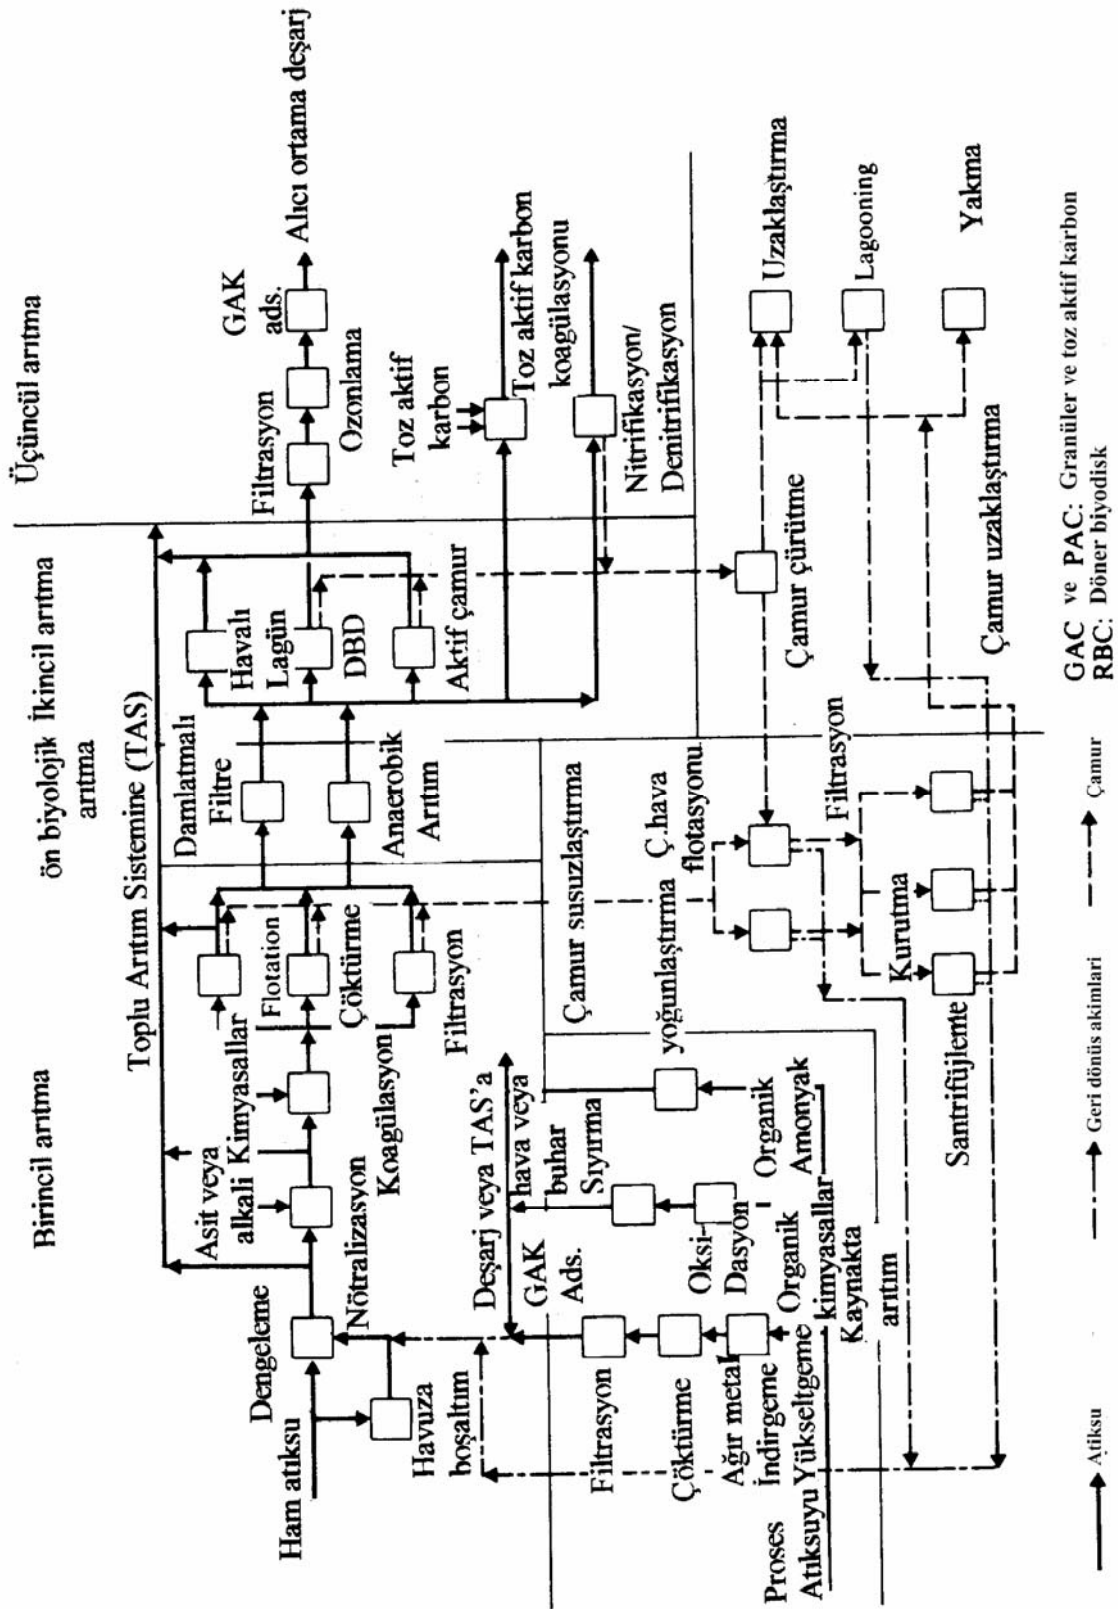 Birincil arıtma
ön biyolojik
arıtma
İkincil arıtma
Üçüncül arıtma
Toplu Arıtım Sistemine (TAS)
Ham atıksu
Dengeleme
Havuza
boşaltım
Asit veya
alkali
Nötralizasyon
Kimyasallar
Koagülasyon
Flotation
Çöktürme
Filtrasyon
Damlatmalı
Filtre
Anaerobik
Arıtım
Havalı
Lagün
DBD
Aktif çamur
Filtrasyon
Ozonlama
GAK
ads.
Alıcı ortama deşarj
Toz aktif
karbon
Toz aktif karbon
koagülasyonu
Nitrifikasyon/
Denitrifikasyon
Deşarj veya TAS'a
GAK
Ads.
hava veya
buhar
Sıyırma
Filtrasyon
Çöktürme
Ağır metal
İndirgeme
Yükseltgeme
Proses
Atıksuyu
Oksi-
Dasyon
Organik
kimyasallar
Organik
Amonyak
Kaynakta
arıtım
Çamur susuzlaştırma
yoğunlaştırma
Ç.hava
flotasyonu
Filtrasyon
Kurutma
Santrifüjleme
Çamur çürütme
Çamur uzaklaştırma
Uzaklaştırma
Lagooning
Yakma
Atiksu
Geri dönüs akimlari
Çamur
GAC ve PAC: Granüler ve toz aktif karbon
RBC: Döner biyodisk